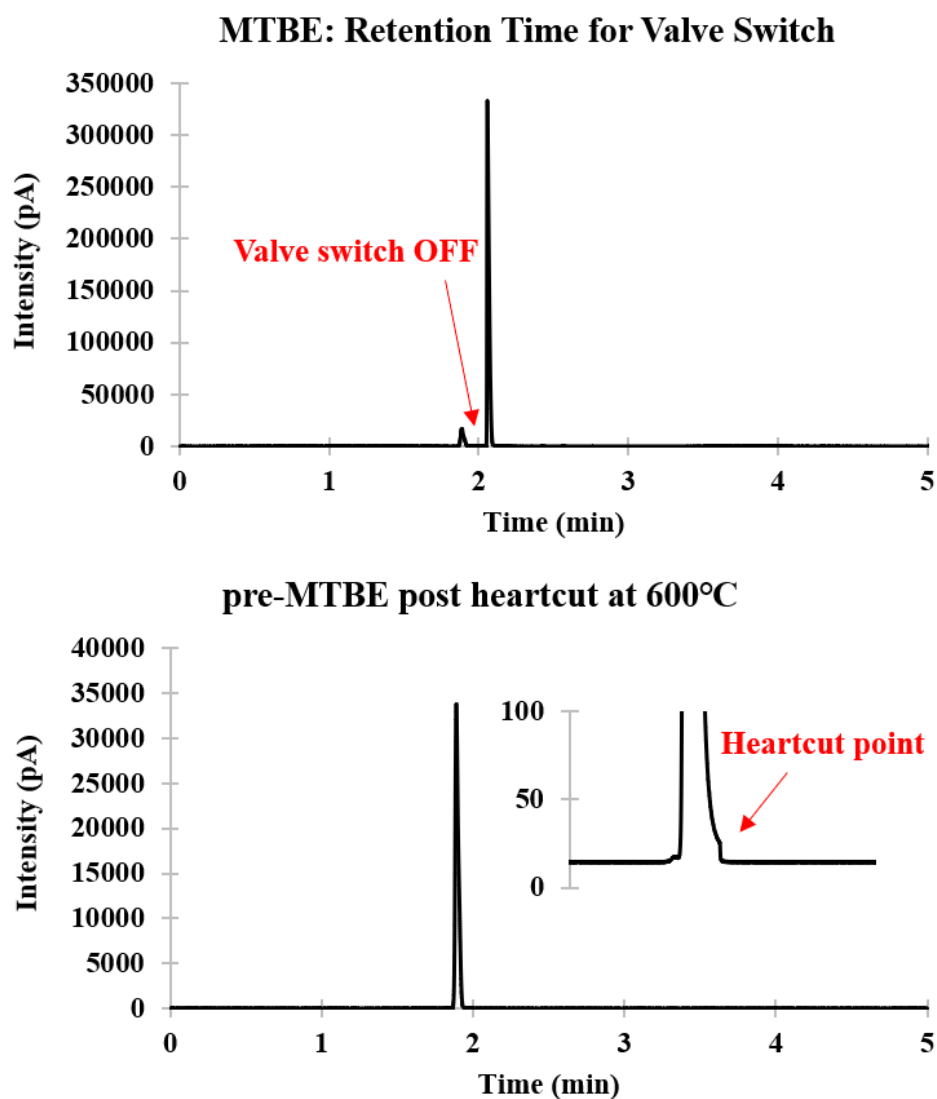 MTBE: Retention Time for Valve Switch
350000
300000
250000
200000
150000
100000
50000
0
Intensity (pA)
Valve switch OFF
0 1 2 3 4 5
Time (min)
pre-MTBE post heartcut at 600°C
40000
35000
30000
25000
20000
15000
10000
5000
0
Intensity (pA)
100
50
0
Heartcut point
0 1 2 3 4 5
Time (min)